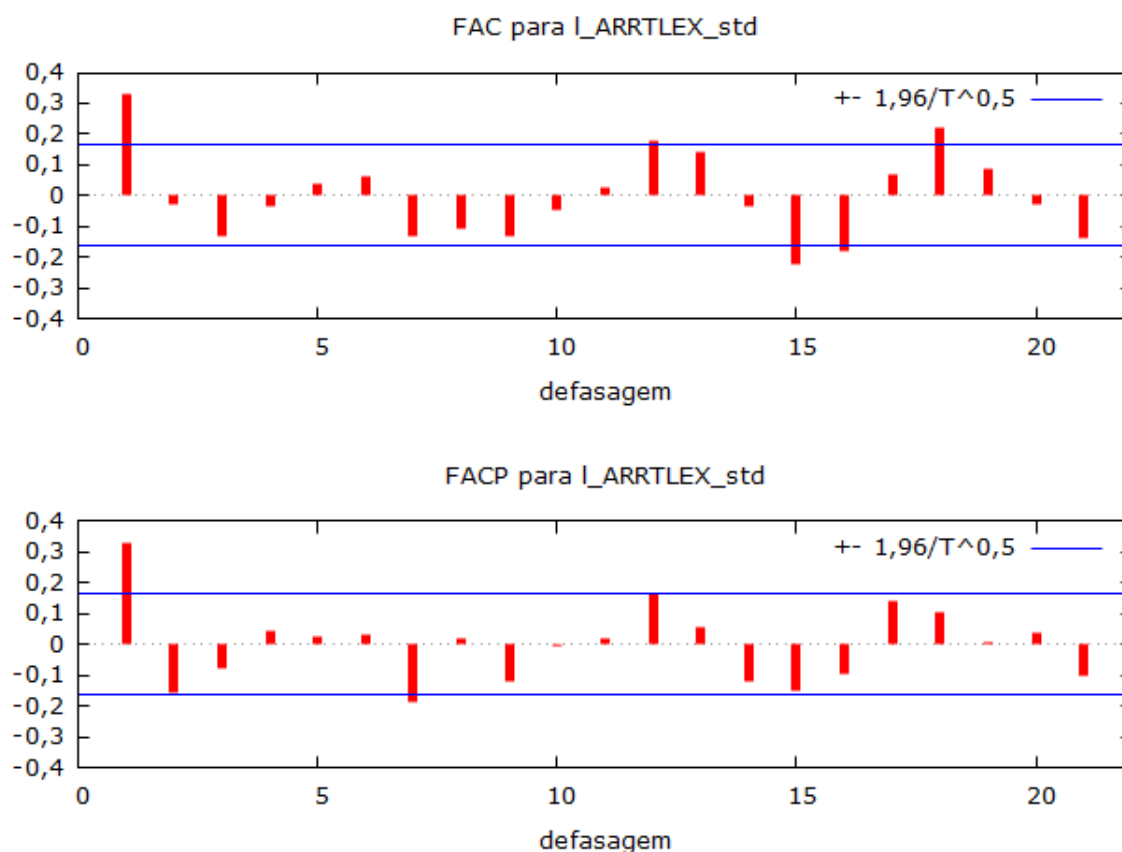 FAC para l_ARRTLEX_std
0,4
0,3
0,2
0,1
0
-0,1
-0,2
-0,3
-0,4
+- 1,96/T^0,5
0 5 10 15 20
defasagem
FACP para l_ARRTLEX_std
0,4
0,3
0,2
0,1
0
-0,1
-0,2
-0,3
-0,4
+- 1,96/T^0,5
0 5 10 15 20
defasagem